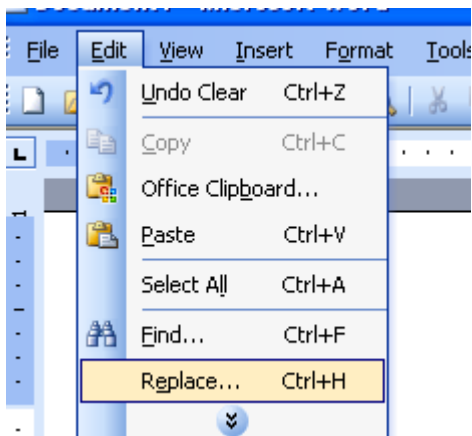 File Edit View Insert Format Tools
Undo Clear Ctrl+Z
Copy Ctrl+C
Office Clipboard...
Paste Ctrl+V
Select All Ctrl+A
Find... Ctrl+F
Replace... Ctrl+H